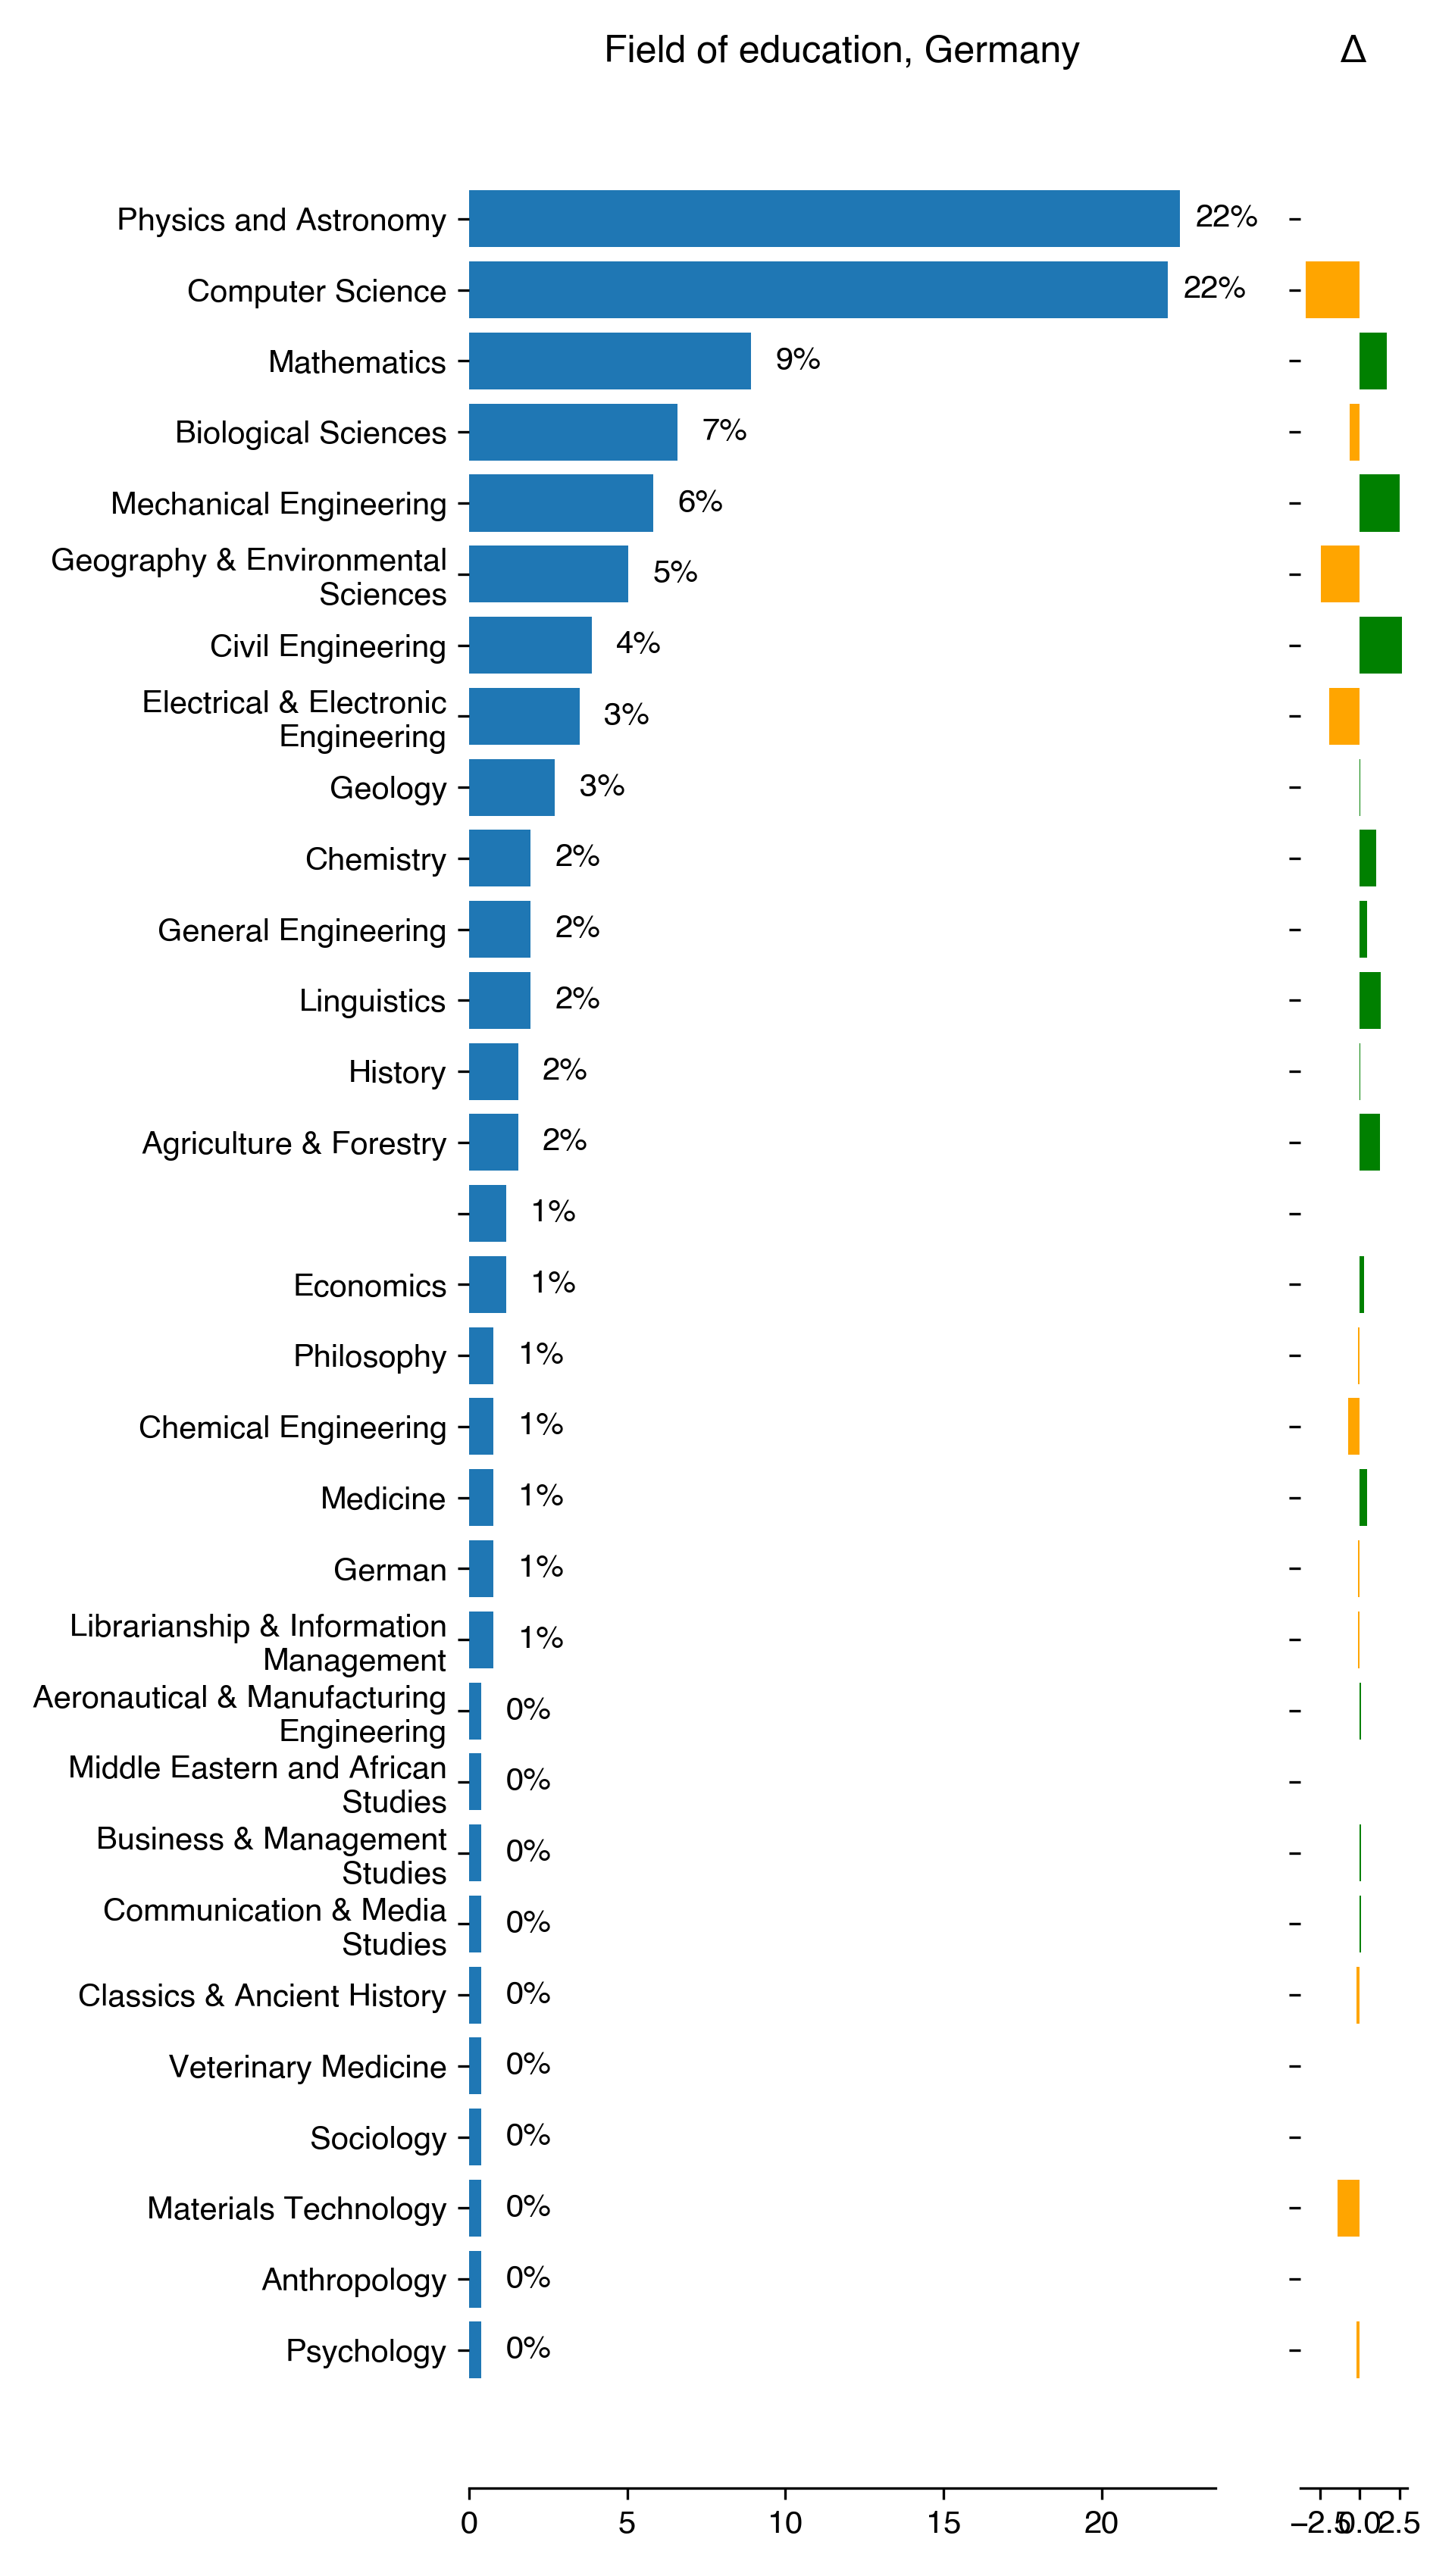 Field of education, Germany
Δ
Physics and Astronomy
22%
Computer Science
22%
Mathematics
9%
Biological Sciences
7%
Mechanical Engineering
6%
Geography & Environmental
Sciences
5%
Civil Engineering
4%
Electrical & Electronic
Engineering
3%
Geology
3%
Chemistry
2%
General Engineering
2%
Linguistics
2%
History
2%
Agriculture & Forestry
2%
1%
Economics
1%
Philosophy
1%
Chemical Engineering
1%
Medicine
1%
German
1%
Librarianship & Information
Management
1%
Aeronautical & Manufacturing
Engineering
0%
Middle Eastern and African
Studies
0%
Business & Management
Studies
0%
Communication & Media
Studies
0%
Classics & Ancient History
0%
Veterinary Medicine
0%
Sociology
0%
Materials Technology
0%
Anthropology
0%
Psychology
0%
0 5 10 15 20
−2.5 0.0 2.5